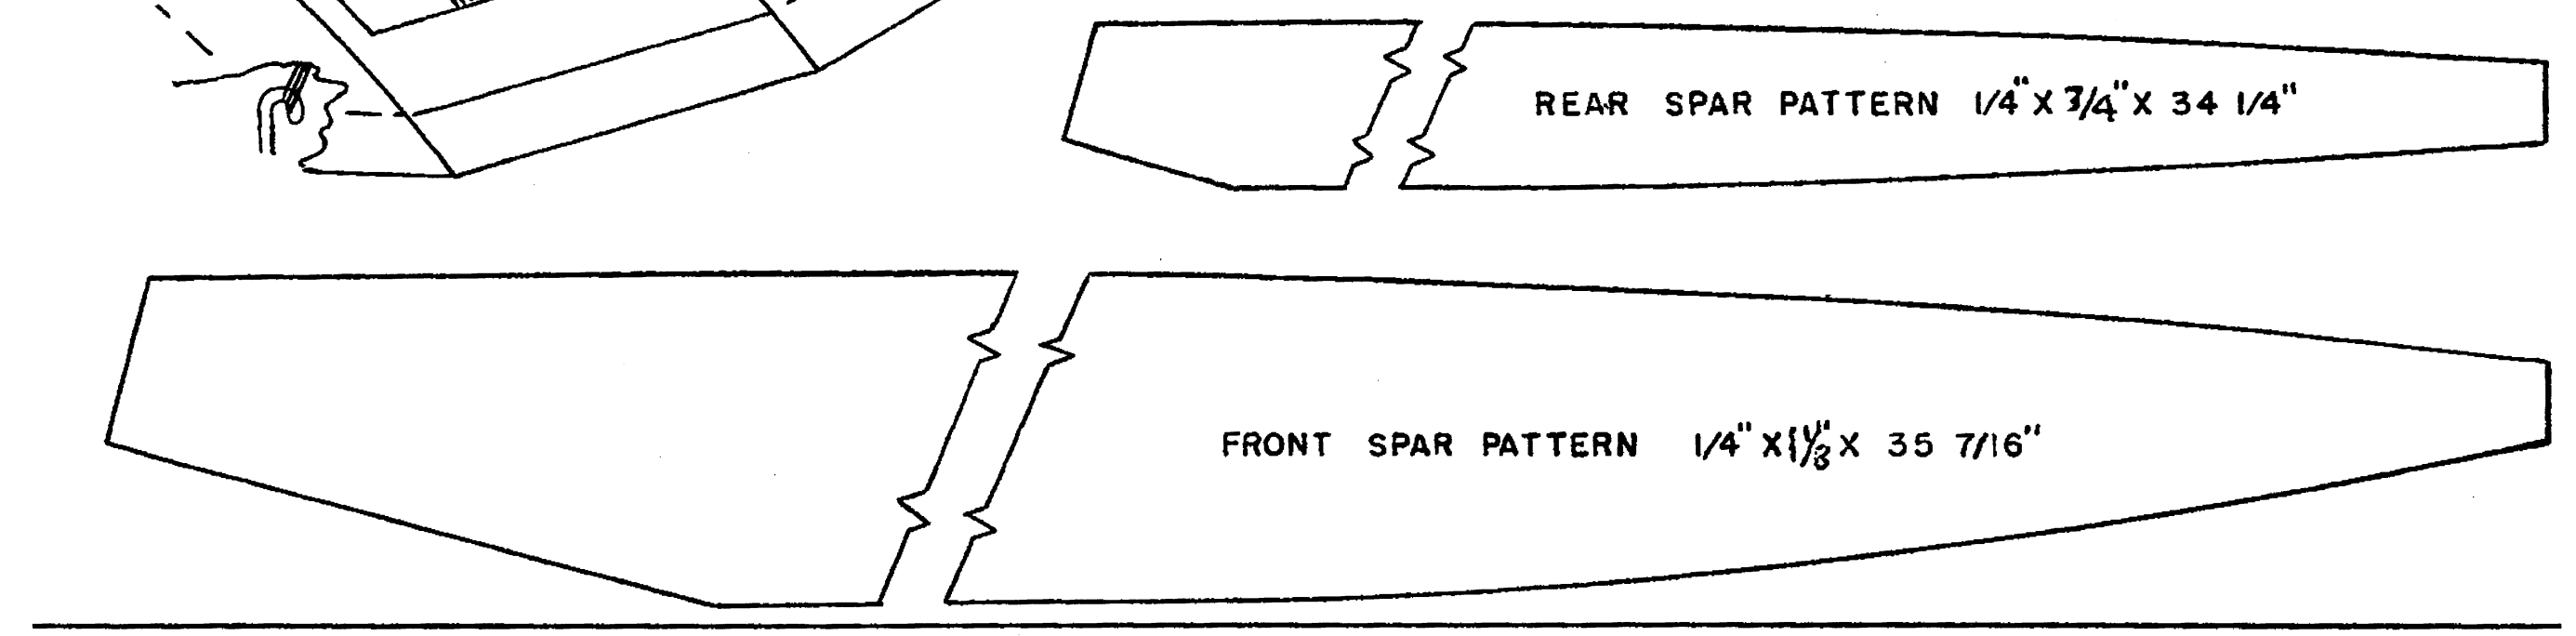 REAR SPAR PATTERN 1/4" X 3/4" X 34 1/4"
FRONT SPAR PATTERN 1/4" X 1 1/8" X 35 7/16"